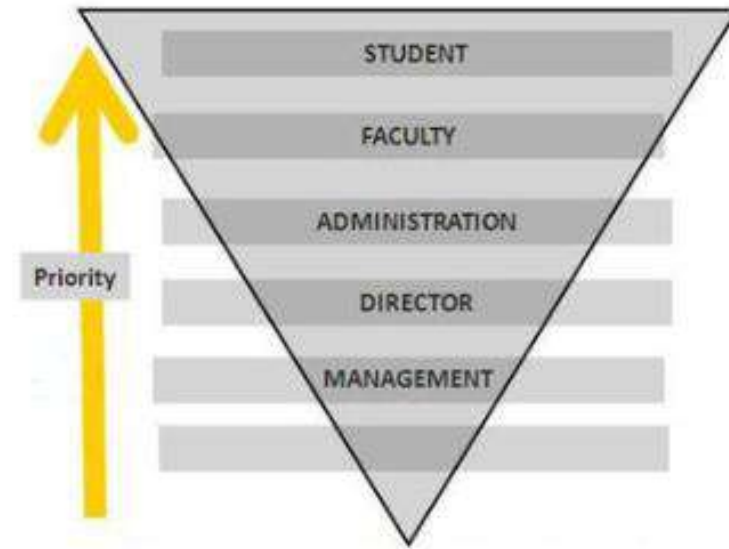 STUDENT
FACULTY
ADMINISTRATION
Priority
DIRECTOR
MANAGEMENT